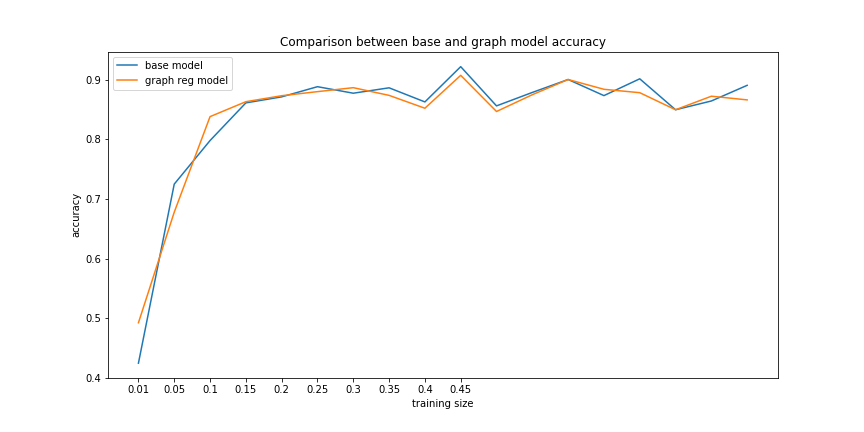 Comparison between base and graph model accuracy
base model
graph reg model
0.9
0.8
0.7
0.6
0.5
0.4
accuracy
0.01 0.05 0.1 0.15 0.2 0.25 0.3 0.35 0.4 0.45
training size